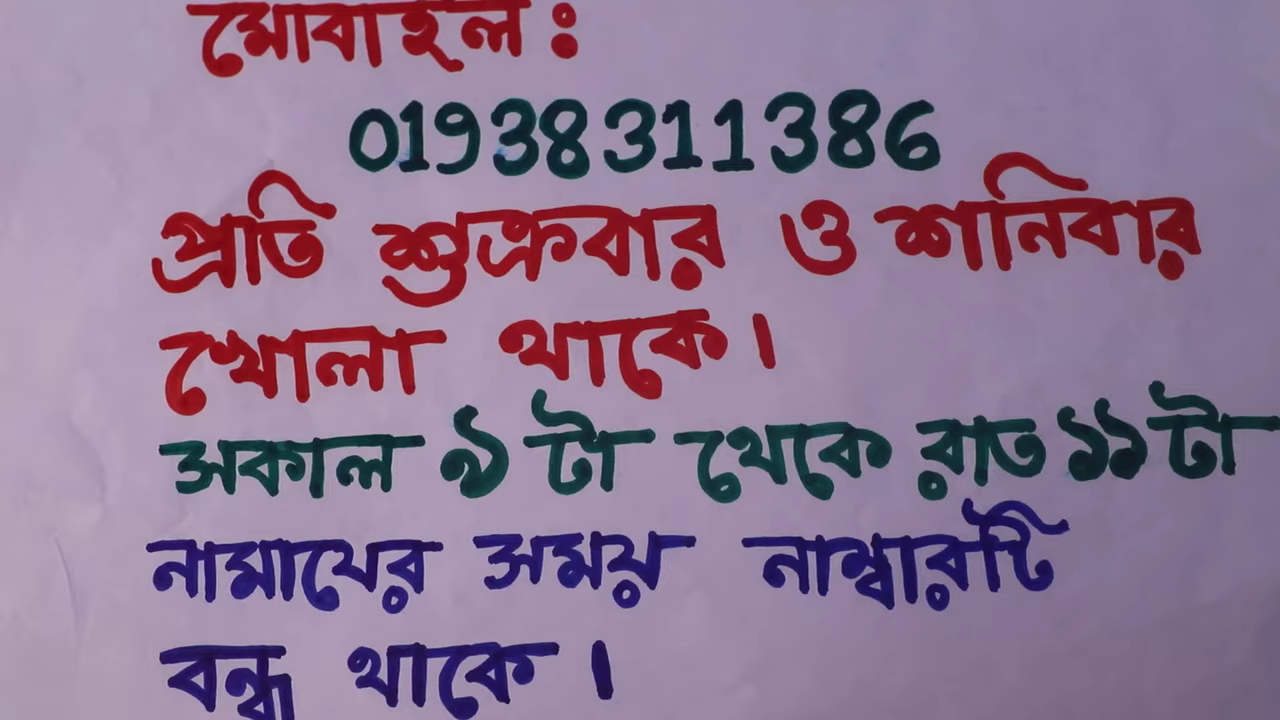 মোবাইল :
01938311386
প্রতি শুক্রবার ও শনিবার
খোলা থাকে।
সকাল ৯ টা থেকে রাত ১১ টা
নামাযের সময় নাম্বারটি
বন্ধ থাকে।